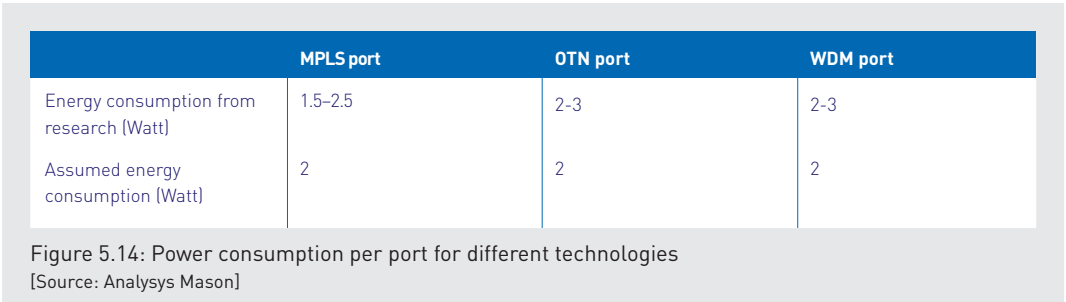 MPLS port OTN port WDM port
Energy consumption from 1.5–2.5 2-3 2-3
research (Watt)
Assumed energy 2 2 2
consumption (Watt)
Figure 5.14: Power consumption per port for different technologies
[Source: Analysys Mason]